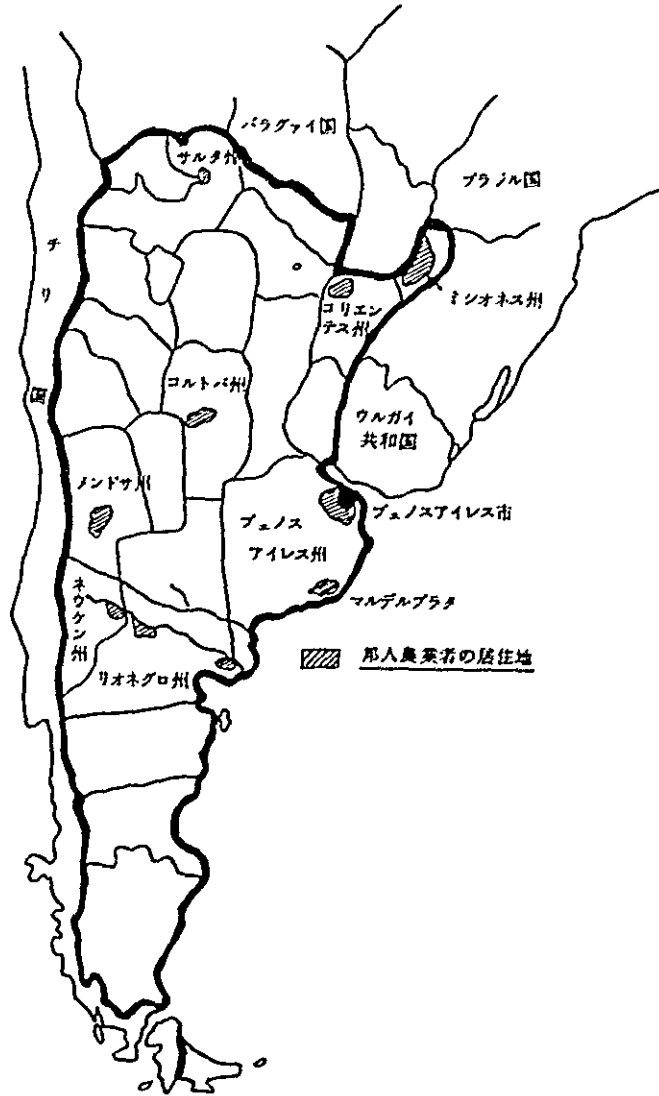 パラグァイ国
サルタ州
ブラジル国
チリ国
ミシオネス州
コリエン
テス州
コルドバ州
ウルガイ
共和国
メンドサ州
ブェノス
アイレス州
ブェノスアイレス市
ネウケン州
マルデルプラタ
リオネグロ州
邦人農業者の居住地